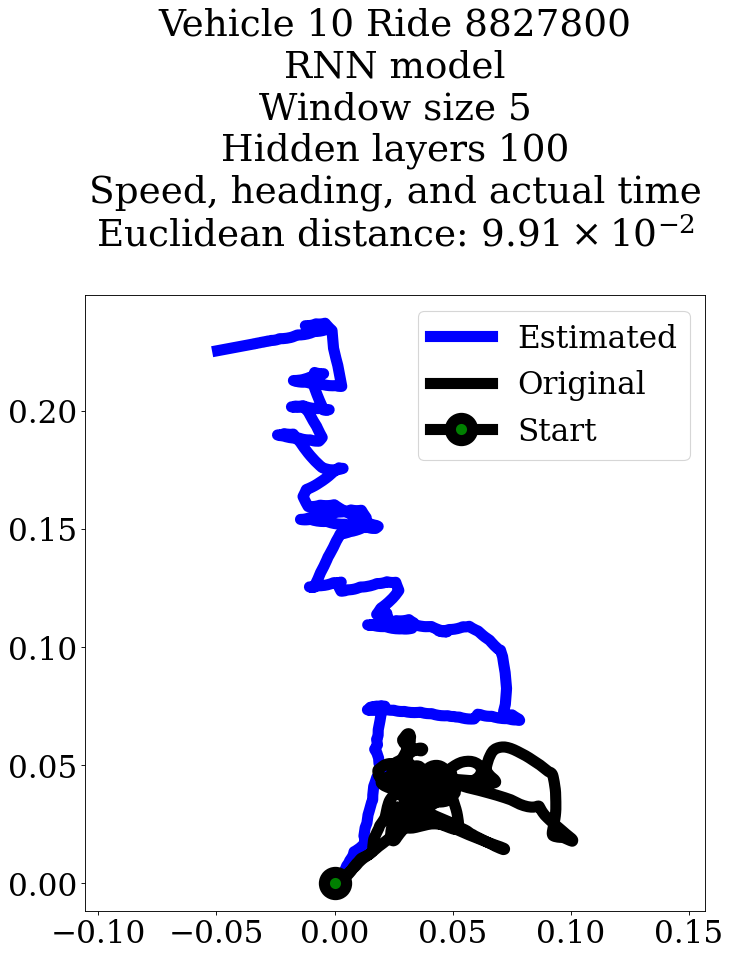 Vehicle 10 Ride 8827800
RNN model
Window size 5
Hidden layers 100
Speed, heading, and actual time
Euclidean distance: 9.91 × 10⁻²
Estimated
Original
Start
0.20
0.15
0.10
0.05
0.00
−0.10 −0.05 0.00 0.05 0.10 0.15